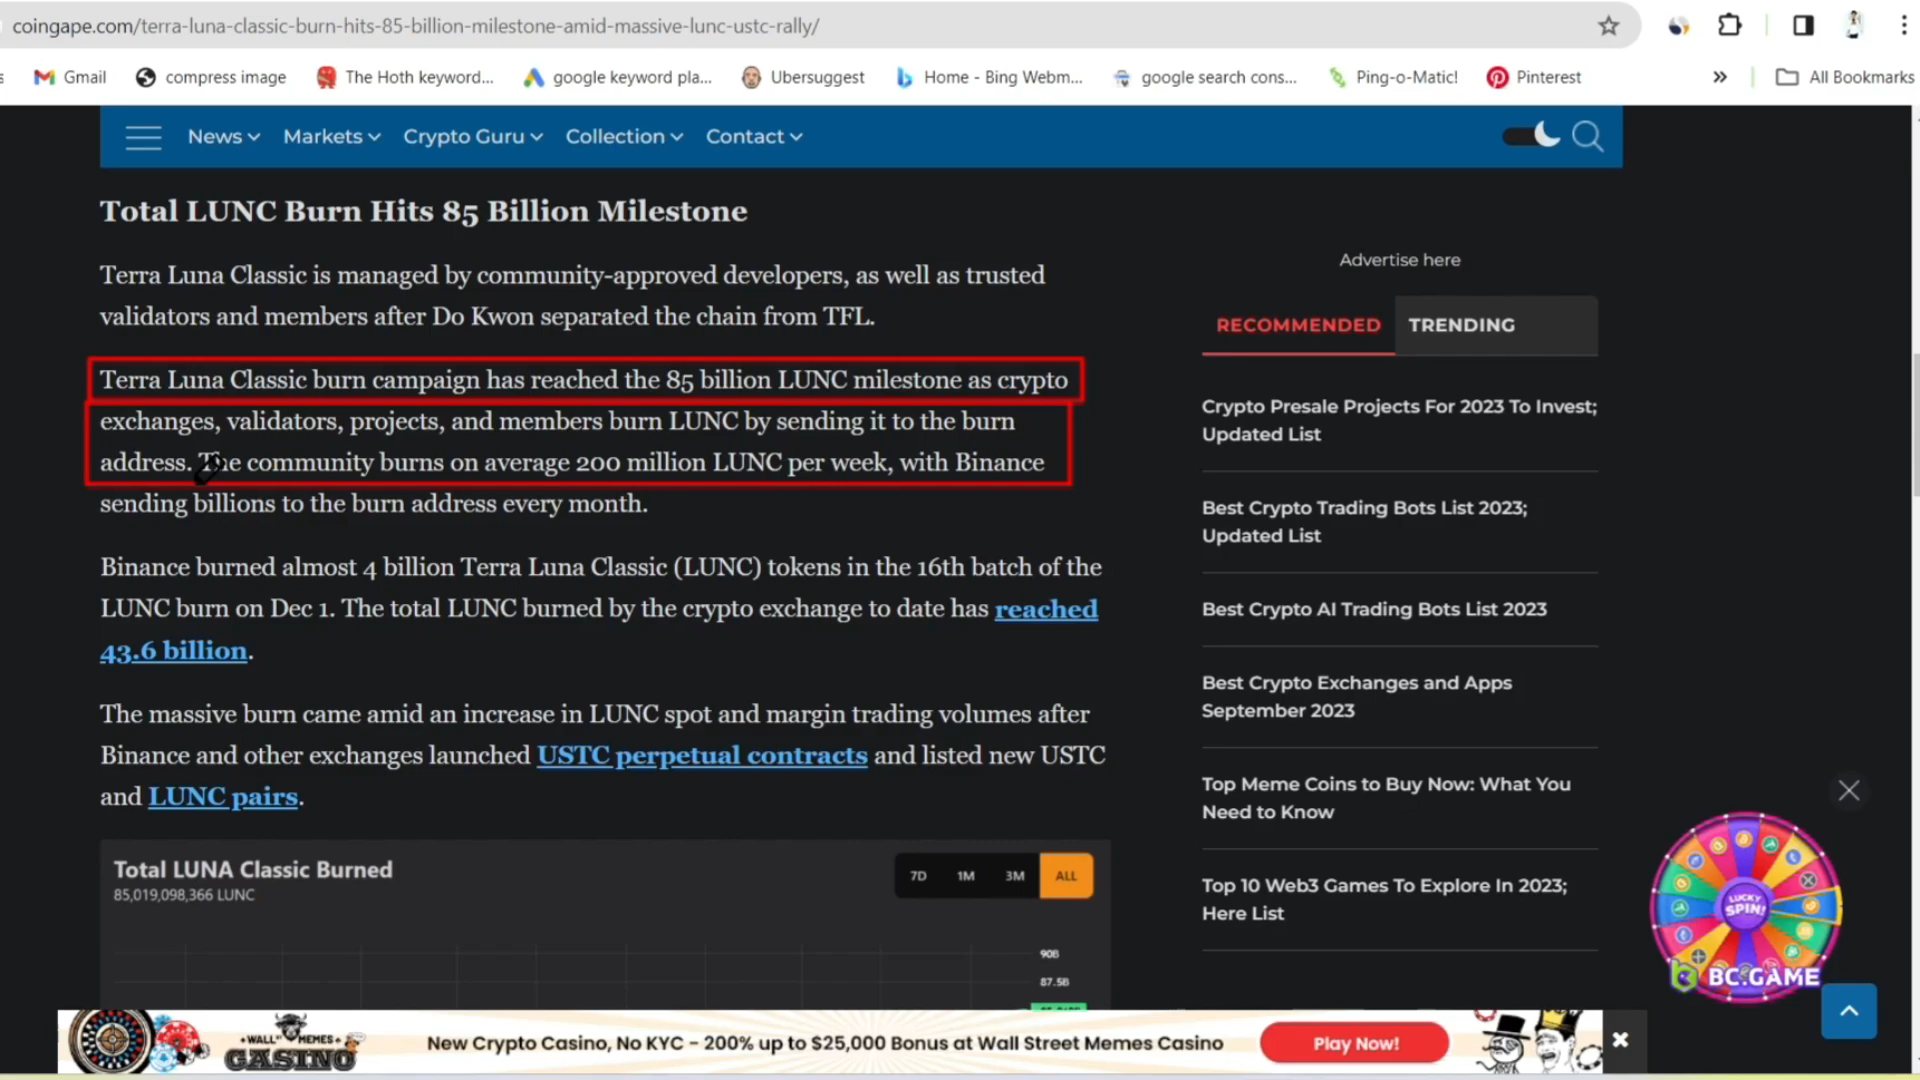 coingape.com/terra-luna-classic-burn-hits-85-billion-milestone-amid-massive-lunc-ustc-rally/
Gmail compress image The Hoth keyword... google keyword pla... Ubersuggest Home - Bing Webm... google search cons... Ping-o-Matic! Pinterest » All Bookmarks
News Markets Crypto Guru Collection Contact
Total LUNC Burn Hits 85 Billion Milestone
Terra Luna Classic is managed by community-approved developers, as well as trusted
validators and members after Do Kwon separated the chain from TFL.
Terra Luna Classic burn campaign has reached the 85 billion LUNC milestone as crypto
exchanges, validators, projects, and members burn LUNC by sending it to the burn
address. The community burns on average 200 million LUNC per week, with Binance
sending billions to the burn address every month.
Binance burned almost 4 billion Terra Luna Classic (LUNC) tokens in the 16th batch of the
LUNC burn on Dec 1. The total LUNC burned by the crypto exchange to date has reached
43.6 billion.
The massive burn came amid an increase in LUNC spot and margin trading volumes after
Binance and other exchanges launched USTC perpetual contracts and listed new USTC
and LUNC pairs.
Total LUNA Classic Burned
85,019,098,366 LUNC
7D 1M 3M ALL
90B
87.5B
Advertise here
RECOMMENDED TRENDING
Crypto Presale Projects For 2023 To Invest;
Updated List
Best Crypto Trading Bots List 2023;
Updated List
Best Crypto AI Trading Bots List 2023
Best Crypto Exchanges and Apps
September 2023
Top Meme Coins to Buy Now: What You
Need to Know
Top 10 Web3 Games To Explore In 2023;
Here List
LUCKY
SPIN!
BC.GAME
WALL ST MEMES
CASINO
New Crypto Casino, No KYC - 200% up to $25,000 Bonus at Wall Street Memes Casino
Play Now!